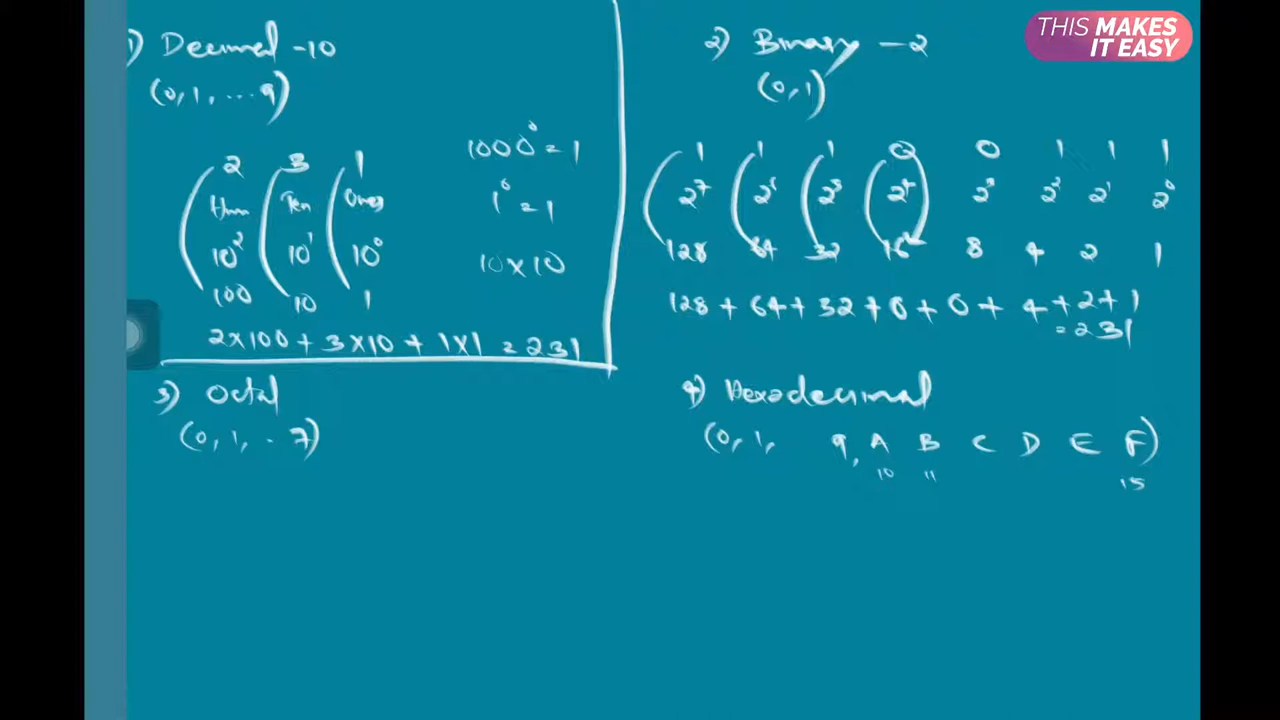 THIS MAKES
IT EASY
1) Decimal - 10
(0, 1, ... 9)
2 3 1
Hun Ten Ones
10² 10¹ 10⁰
100 10 1
2x100 + 3x10 + 1x1 = 231
1000⁰ = 1
1⁰ = 1
10 x 10
2) Binary - 2
(0, 1)
1 1 1 0 0 1 1 1
2⁷ 2⁶ 2⁵ 2⁴ 2³ 2² 2¹ 2⁰
128 64 32 16 8 4 2 1
128 + 64 + 32 + 0 + 0 + 4 + 2 + 1
= 231
3) Octal
(0, 1, .. 7)
4) Hexadecimal
(0, 1, 9, A B C D E F)
10 11 15